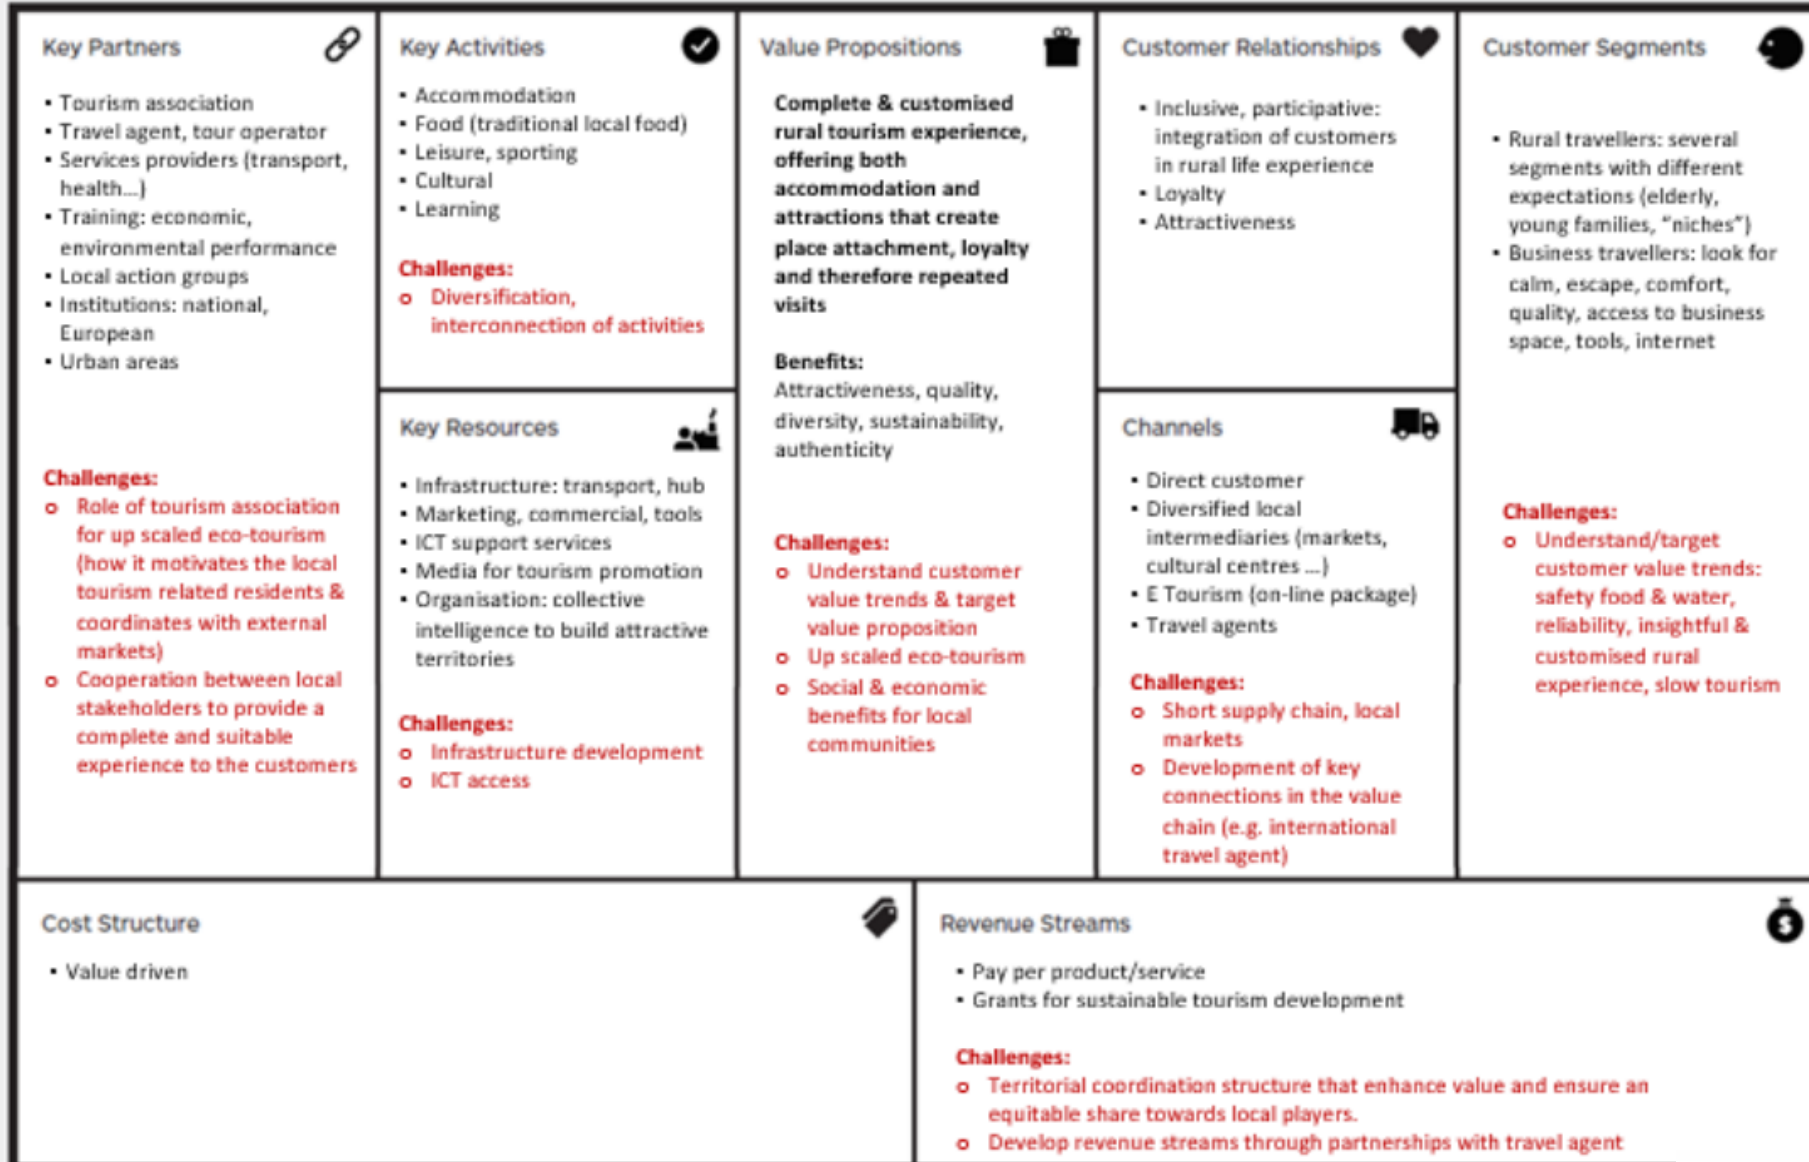 Key Partners
▪ Tourism association
▪ Travel agent, tour operator
▪ Services providers (transport,
health...)
▪ Training: economic,
environmental performance
▪ Local action groups
▪ Institutions: national,
European
▪ Urban areas
Challenges:
o Role of tourism association
for up scaled eco-tourism
(how it motivates the local
tourism related residents &
coordinates with external
markets)
o Cooperation between local
stakeholders to provide a
complete and suitable
experience to the customers
Key Activities
▪ Accommodation
▪ Food (traditional local food)
▪ Leisure, sporting
▪ Cultural
▪ Learning
Challenges:
o Diversification,
interconnection of activities
Key Resources
▪ Infrastructure: transport, hub
▪ Marketing, commercial, tools
▪ ICT support services
▪ Media for tourism promotion
▪ Organisation: collective
intelligence to build attractive
territories
Challenges:
o Infrastructure development
o ICT access
Value Propositions
Complete & customised
rural tourism experience,
offering both
accommodation and
attractions that create
place attachment, loyalty
and therefore repeated
visits
Benefits:
Attractiveness, quality,
diversity, sustainability,
authenticity
Challenges:
o Understand customer
value trends & target
value proposition
o Up scaled eco-tourism
o Social & economic
benefits for local
communities
Customer Relationships
▪ Inclusive, participative:
integration of customers
in rural life experience
▪ Loyalty
▪ Attractiveness
Channels
▪ Direct customer
▪ Diversified local
intermediaries (markets,
cultural centres ...)
▪ E Tourism (on-line package)
▪ Travel agents
Challenges:
o Short supply chain, local
markets
o Development of key
connections in the value
chain (e.g. international
travel agent)
Customer Segments
▪ Rural travellers: several
segments with different
expectations (elderly,
young families, "niches")
▪ Business travellers: look for
calm, escape, comfort,
quality, access to business
space, tools, internet
Challenges:
o Understand/target
customer value trends:
safety food & water,
reliability, insightful &
customised rural
experience, slow tourism
Cost Structure
▪ Value driven
Revenue Streams
$
▪ Pay per product/service
▪ Grants for sustainable tourism development
Challenges:
o Territorial coordination structure that enhance value and ensure an
equitable share towards local players.
o Develop revenue streams through partnerships with travel agent